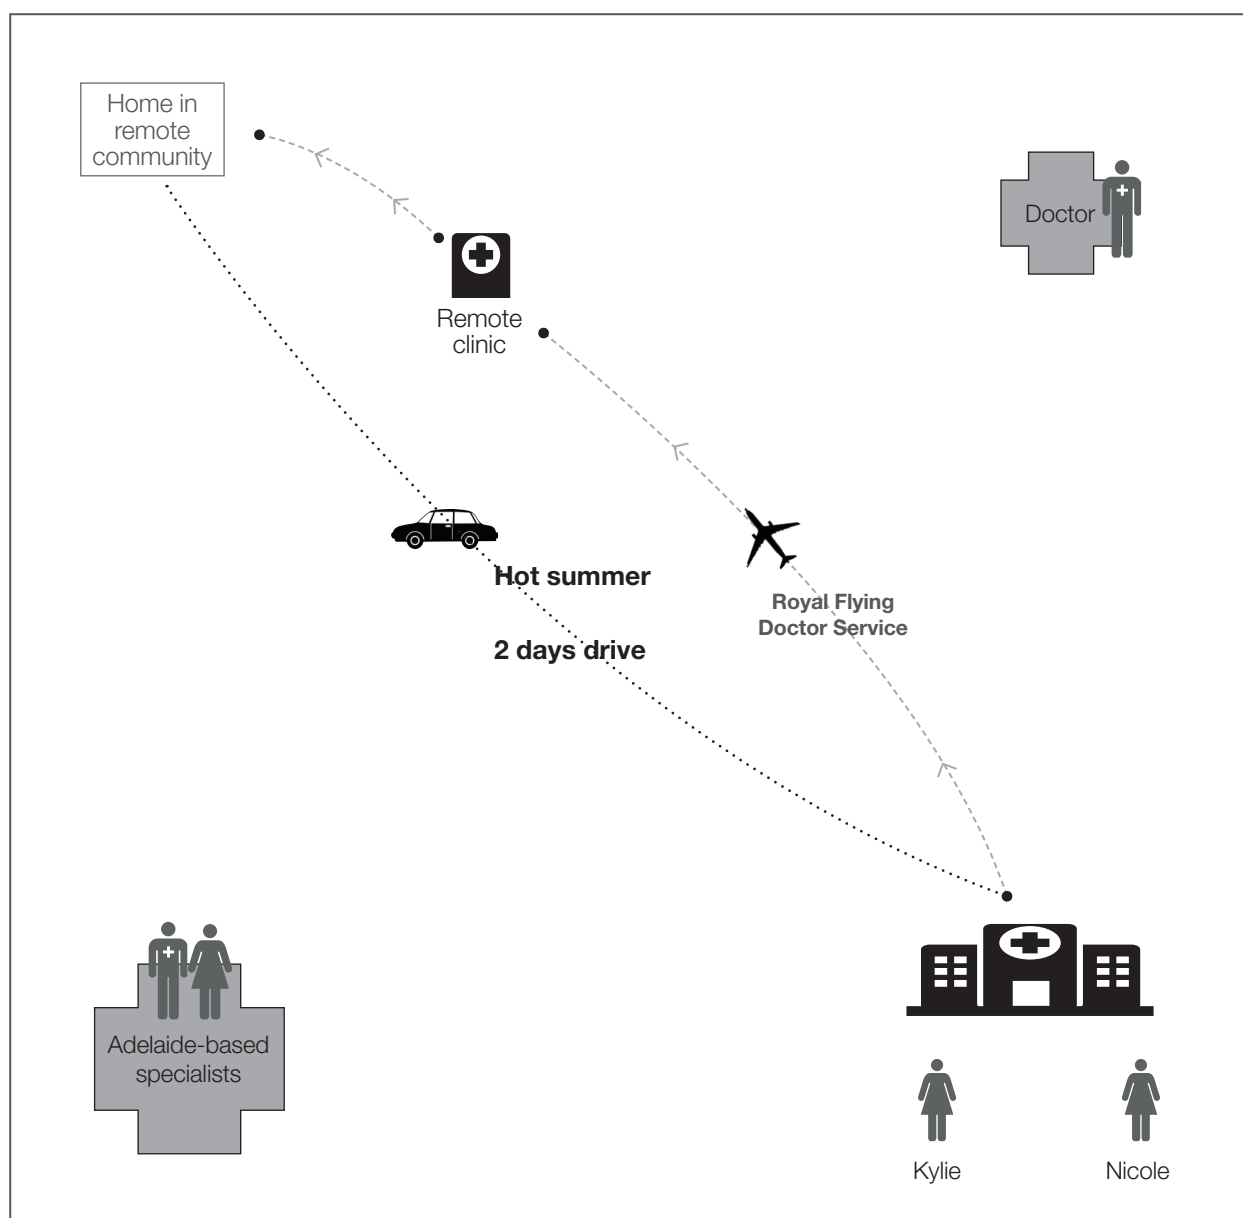 Home in
remote
community
Doctor
Remote
clinic
Hot summer
Royal Flying
Doctor Service
2 days drive
Adelaide-based
specialists
Kylie
Nicole